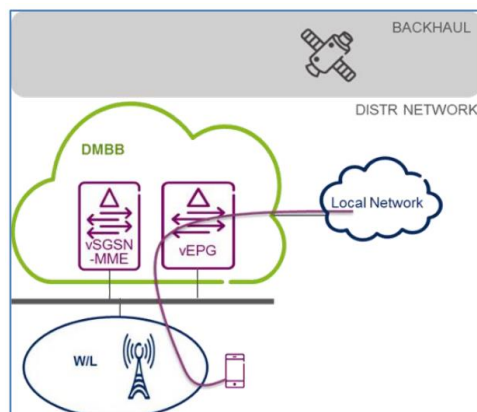 BACKHAUL
DISTR NETWORK
DMBB
Local Network
vSGSN
-MME
vEPG
W/L